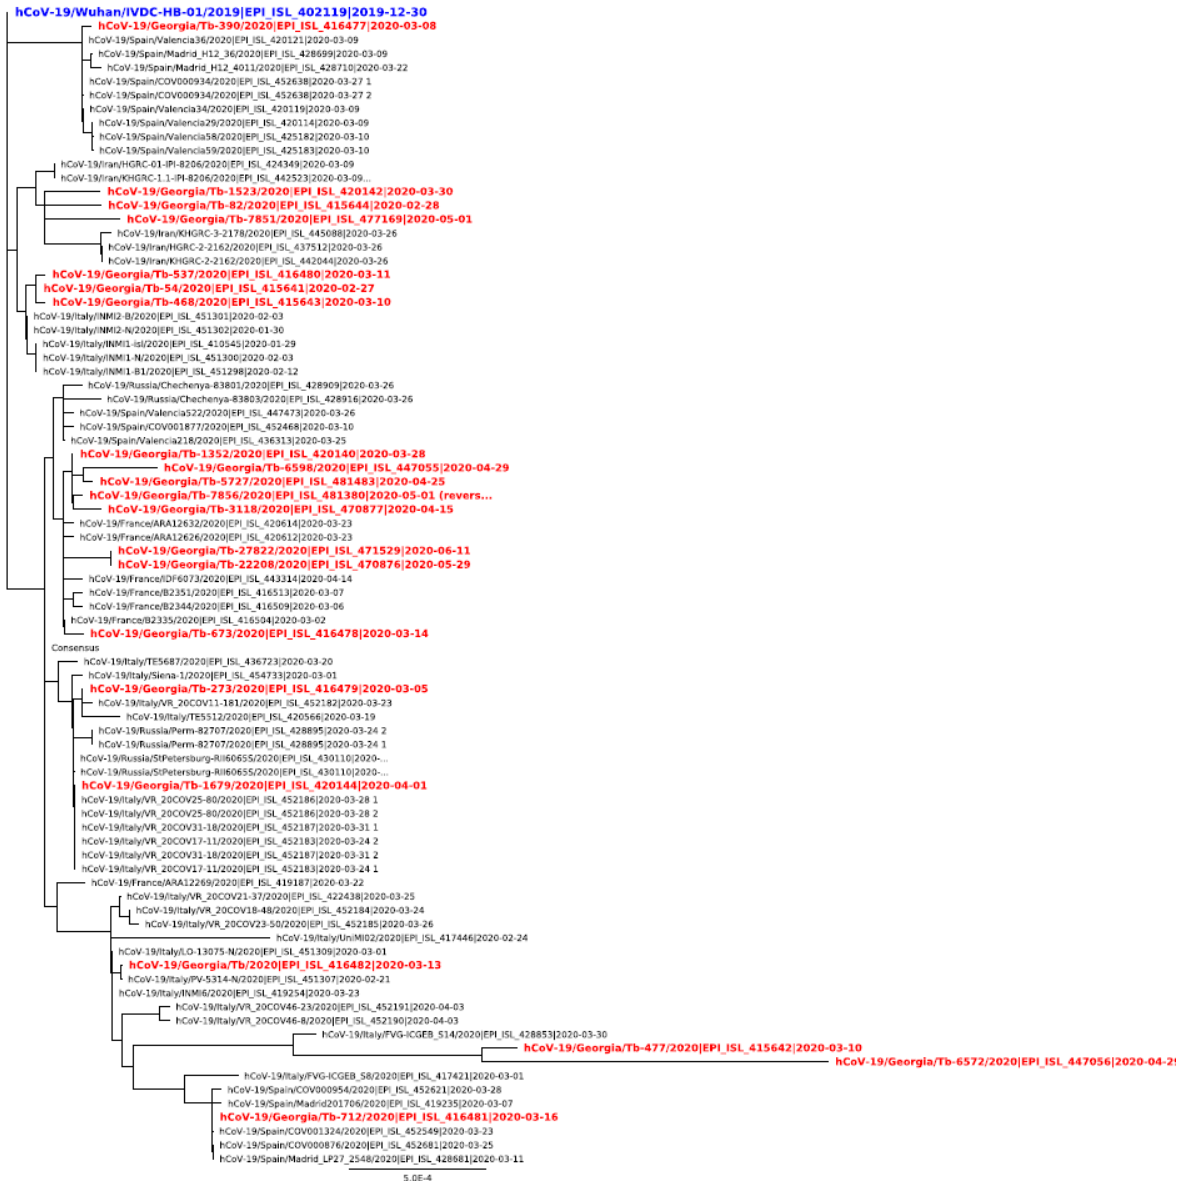 hCoV-19/Wuhan/IVDC-HB-01/2019|EPI_ISL_402119|2019-12-30
hCoV-19/Georgia/Tb-390/2020|EPI_ISL_416477|2020-03-08
hCoV-19/Spain/Valencia36/2020|EPI_ISL_420121|2020-03-09
hCoV-19/Spain/Madrid_H12_36/2020|EPI_ISL_428699|2020-03-09
hCoV-19/Spain/Madrid_H12_4011/2020|EPI_ISL_428710|2020-03-22
hCoV-19/Spain/COV000934/2020|EPI_ISL_452638|2020-03-27 1
hCoV-19/Spain/COV000934/2020|EPI_ISL_452638|2020-03-27 2
hCoV-19/Spain/Valencia34/2020|EPI_ISL_420119|2020-03-09
hCoV-19/Spain/Valencia29/2020|EPI_ISL_420114|2020-03-09
hCoV-19/Spain/Valencia58/2020|EPI_ISL_425182|2020-03-10
hCoV-19/Spain/Valencia59/2020|EPI_ISL_425183|2020-03-10
hCoV-19/Iran/HGRC-01-IPI-8206/2020|EPI_ISL_424349|2020-03-09
hCoV-19/Iran/KHGRC-1.1-IPI-8206/2020|EPI_ISL_442523|2020-03-09...
hCoV-19/Georgia/Tb-1523/2020|EPI_ISL_420142|2020-03-30
hCoV-19/Georgia/Tb-82/2020|EPI_ISL_415644|2020-02-28
hCoV-19/Georgia/Tb-7851/2020|EPI_ISL_477169|2020-05-01
hCoV-19/Iran/KHGRC-3-2178/2020|EPI_ISL_445088|2020-03-26
hCoV-19/Iran/HGRC-2-2162/2020|EPI_ISL_437512|2020-03-26
hCoV-19/Iran/KHGRC-2-2162/2020|EPI_ISL_442044|2020-03-26
hCoV-19/Georgia/Tb-537/2020|EPI_ISL_416480|2020-03-11
hCoV-19/Georgia/Tb-54/2020|EPI_ISL_415641|2020-02-27
hCoV-19/Georgia/Tb-468/2020|EPI_ISL_415643|2020-03-10
hCoV-19/Italy/INMI2-B/2020|EPI_ISL_451301|2020-02-03
hCoV-19/Italy/INMI2-N/2020|EPI_ISL_451302|2020-01-30
hCoV-19/Italy/INMI1-isl/2020|EPI_ISL_410545|2020-01-29
hCoV-19/Italy/INMI1-N/2020|EPI_ISL_451300|2020-02-03
hCoV-19/Italy/INMI1-B1/2020|EPI_ISL_451298|2020-02-12
hCoV-19/Russia/Chechenya-83801/2020|EPI_ISL_428909|2020-03-26
hCoV-19/Russia/Chechenya-83803/2020|EPI_ISL_428916|2020-03-26
hCoV-19/Spain/Valencia522/2020|EPI_ISL_447473|2020-03-26
hCoV-19/Spain/COV001877/2020|EPI_ISL_452468|2020-03-10
hCoV-19/Spain/Valencia218/2020|EPI_ISL_436313|2020-03-25
hCoV-19/Georgia/Tb-1352/2020|EPI_ISL_420140|2020-03-28
hCoV-19/Georgia/Tb-6598/2020|EPI_ISL_447055|2020-04-29
hCoV-19/Georgia/Tb-5727/2020|EPI_ISL_481483|2020-04-25
hCoV-19/Georgia/Tb-7856/2020|EPI_ISL_481380|2020-05-01 (revers...
hCoV-19/Georgia/Tb-3118/2020|EPI_ISL_470877|2020-04-15
hCoV-19/France/ARA12632/2020|EPI_ISL_420614|2020-03-23
hCoV-19/France/ARA12626/2020|EPI_ISL_420612|2020-03-23
hCoV-19/Georgia/Tb-27822/2020|EPI_ISL_471529|2020-06-11
hCoV-19/Georgia/Tb-22208/2020|EPI_ISL_470876|2020-05-29
hCoV-19/France/IDF6073/2020|EPI_ISL_443314|2020-04-14
hCoV-19/France/B2351/2020|EPI_ISL_416513|2020-03-07
hCoV-19/France/B2344/2020|EPI_ISL_416509|2020-03-06
hCoV-19/France/B2335/2020|EPI_ISL_416504|2020-03-02
hCoV-19/Georgia/Tb-673/2020|EPI_ISL_416478|2020-03-14
Consensus
hCoV-19/Italy/TE5687/2020|EPI_ISL_436723|2020-03-20
hCoV-19/Italy/Siena-1/2020|EPI_ISL_454733|2020-03-01
hCoV-19/Georgia/Tb-273/2020|EPI_ISL_416479|2020-03-05
hCoV-19/Italy/VR_20COV11-181/2020|EPI_ISL_452182|2020-03-23
hCoV-19/Italy/TE5512/2020|EPI_ISL_420566|2020-03-19
hCoV-19/Russia/Perm-82707/2020|EPI_ISL_428895|2020-03-24 2
hCoV-19/Russia/Perm-82707/2020|EPI_ISL_428895|2020-03-24 1
hCoV-19/Russia/StPetersburg-RII6065S/2020|EPI_ISL_430110|2020-...
hCoV-19/Russia/StPetersburg-RII6065S/2020|EPI_ISL_430110|2020-...
hCoV-19/Georgia/Tb-1679/2020|EPI_ISL_420144|2020-04-01
hCoV-19/Italy/VR_20COV25-80/2020|EPI_ISL_452186|2020-03-28 1
hCoV-19/Italy/VR_20COV25-80/2020|EPI_ISL_452186|2020-03-28 2
hCoV-19/Italy/VR_20COV31-18/2020|EPI_ISL_452187|2020-03-31 1
hCoV-19/Italy/VR_20COV17-11/2020|EPI_ISL_452183|2020-03-24 2
hCoV-19/Italy/VR_20COV31-18/2020|EPI_ISL_452187|2020-03-31 2
hCoV-19/Italy/VR_20COV17-11/2020|EPI_ISL_452183|2020-03-24 1
hCoV-19/France/ARA12269/2020|EPI_ISL_419187|2020-03-22
hCoV-19/Italy/VR_20COV21-37/2020|EPI_ISL_422438|2020-03-25
hCoV-19/Italy/VR_20COV18-48/2020|EPI_ISL_452184|2020-03-24
hCoV-19/Italy/VR_20COV23-50/2020|EPI_ISL_452185|2020-03-26
hCoV-19/Italy/UniMI02/2020|EPI_ISL_417446|2020-02-24
hCoV-19/Italy/LO-13075-N/2020|EPI_ISL_451309|2020-03-01
hCoV-19/Georgia/Tb/2020|EPI_ISL_416482|2020-03-13
hCoV-19/Italy/PV-5314-N/2020|EPI_ISL_451307|2020-02-21
hCoV-19/Italy/INMI6/2020|EPI_ISL_419254|2020-03-23
hCoV-19/Italy/VR_20COV46-23/2020|EPI_ISL_452191|2020-04-03
hCoV-19/Italy/VR_20COV46-8/2020|EPI_ISL_452190|2020-04-03
hCoV-19/Italy/FVG-ICGEB_S14/2020|EPI_ISL_428853|2020-03-30
hCoV-19/Georgia/Tb-477/2020|EPI_ISL_415642|2020-03-10
hCoV-19/Georgia/Tb-6572/2020|EPI_ISL_447056|2020-04-29
hCoV-19/Italy/FVG-ICGEB_S8/2020|EPI_ISL_417421|2020-03-01
hCoV-19/Spain/COV000954/2020|EPI_ISL_452621|2020-03-28
hCoV-19/Spain/Madrid201706/2020|EPI_ISL_419235|2020-03-07
hCoV-19/Georgia/Tb-712/2020|EPI_ISL_416481|2020-03-16
hCoV-19/Spain/COV001324/2020|EPI_ISL_452549|2020-03-23
hCoV-19/Spain/COV000876/2020|EPI_ISL_452681|2020-03-25
hCoV-19/Spain/Madrid_LP27_2548/2020|EPI_ISL_428681|2020-03-11
5.0E-4